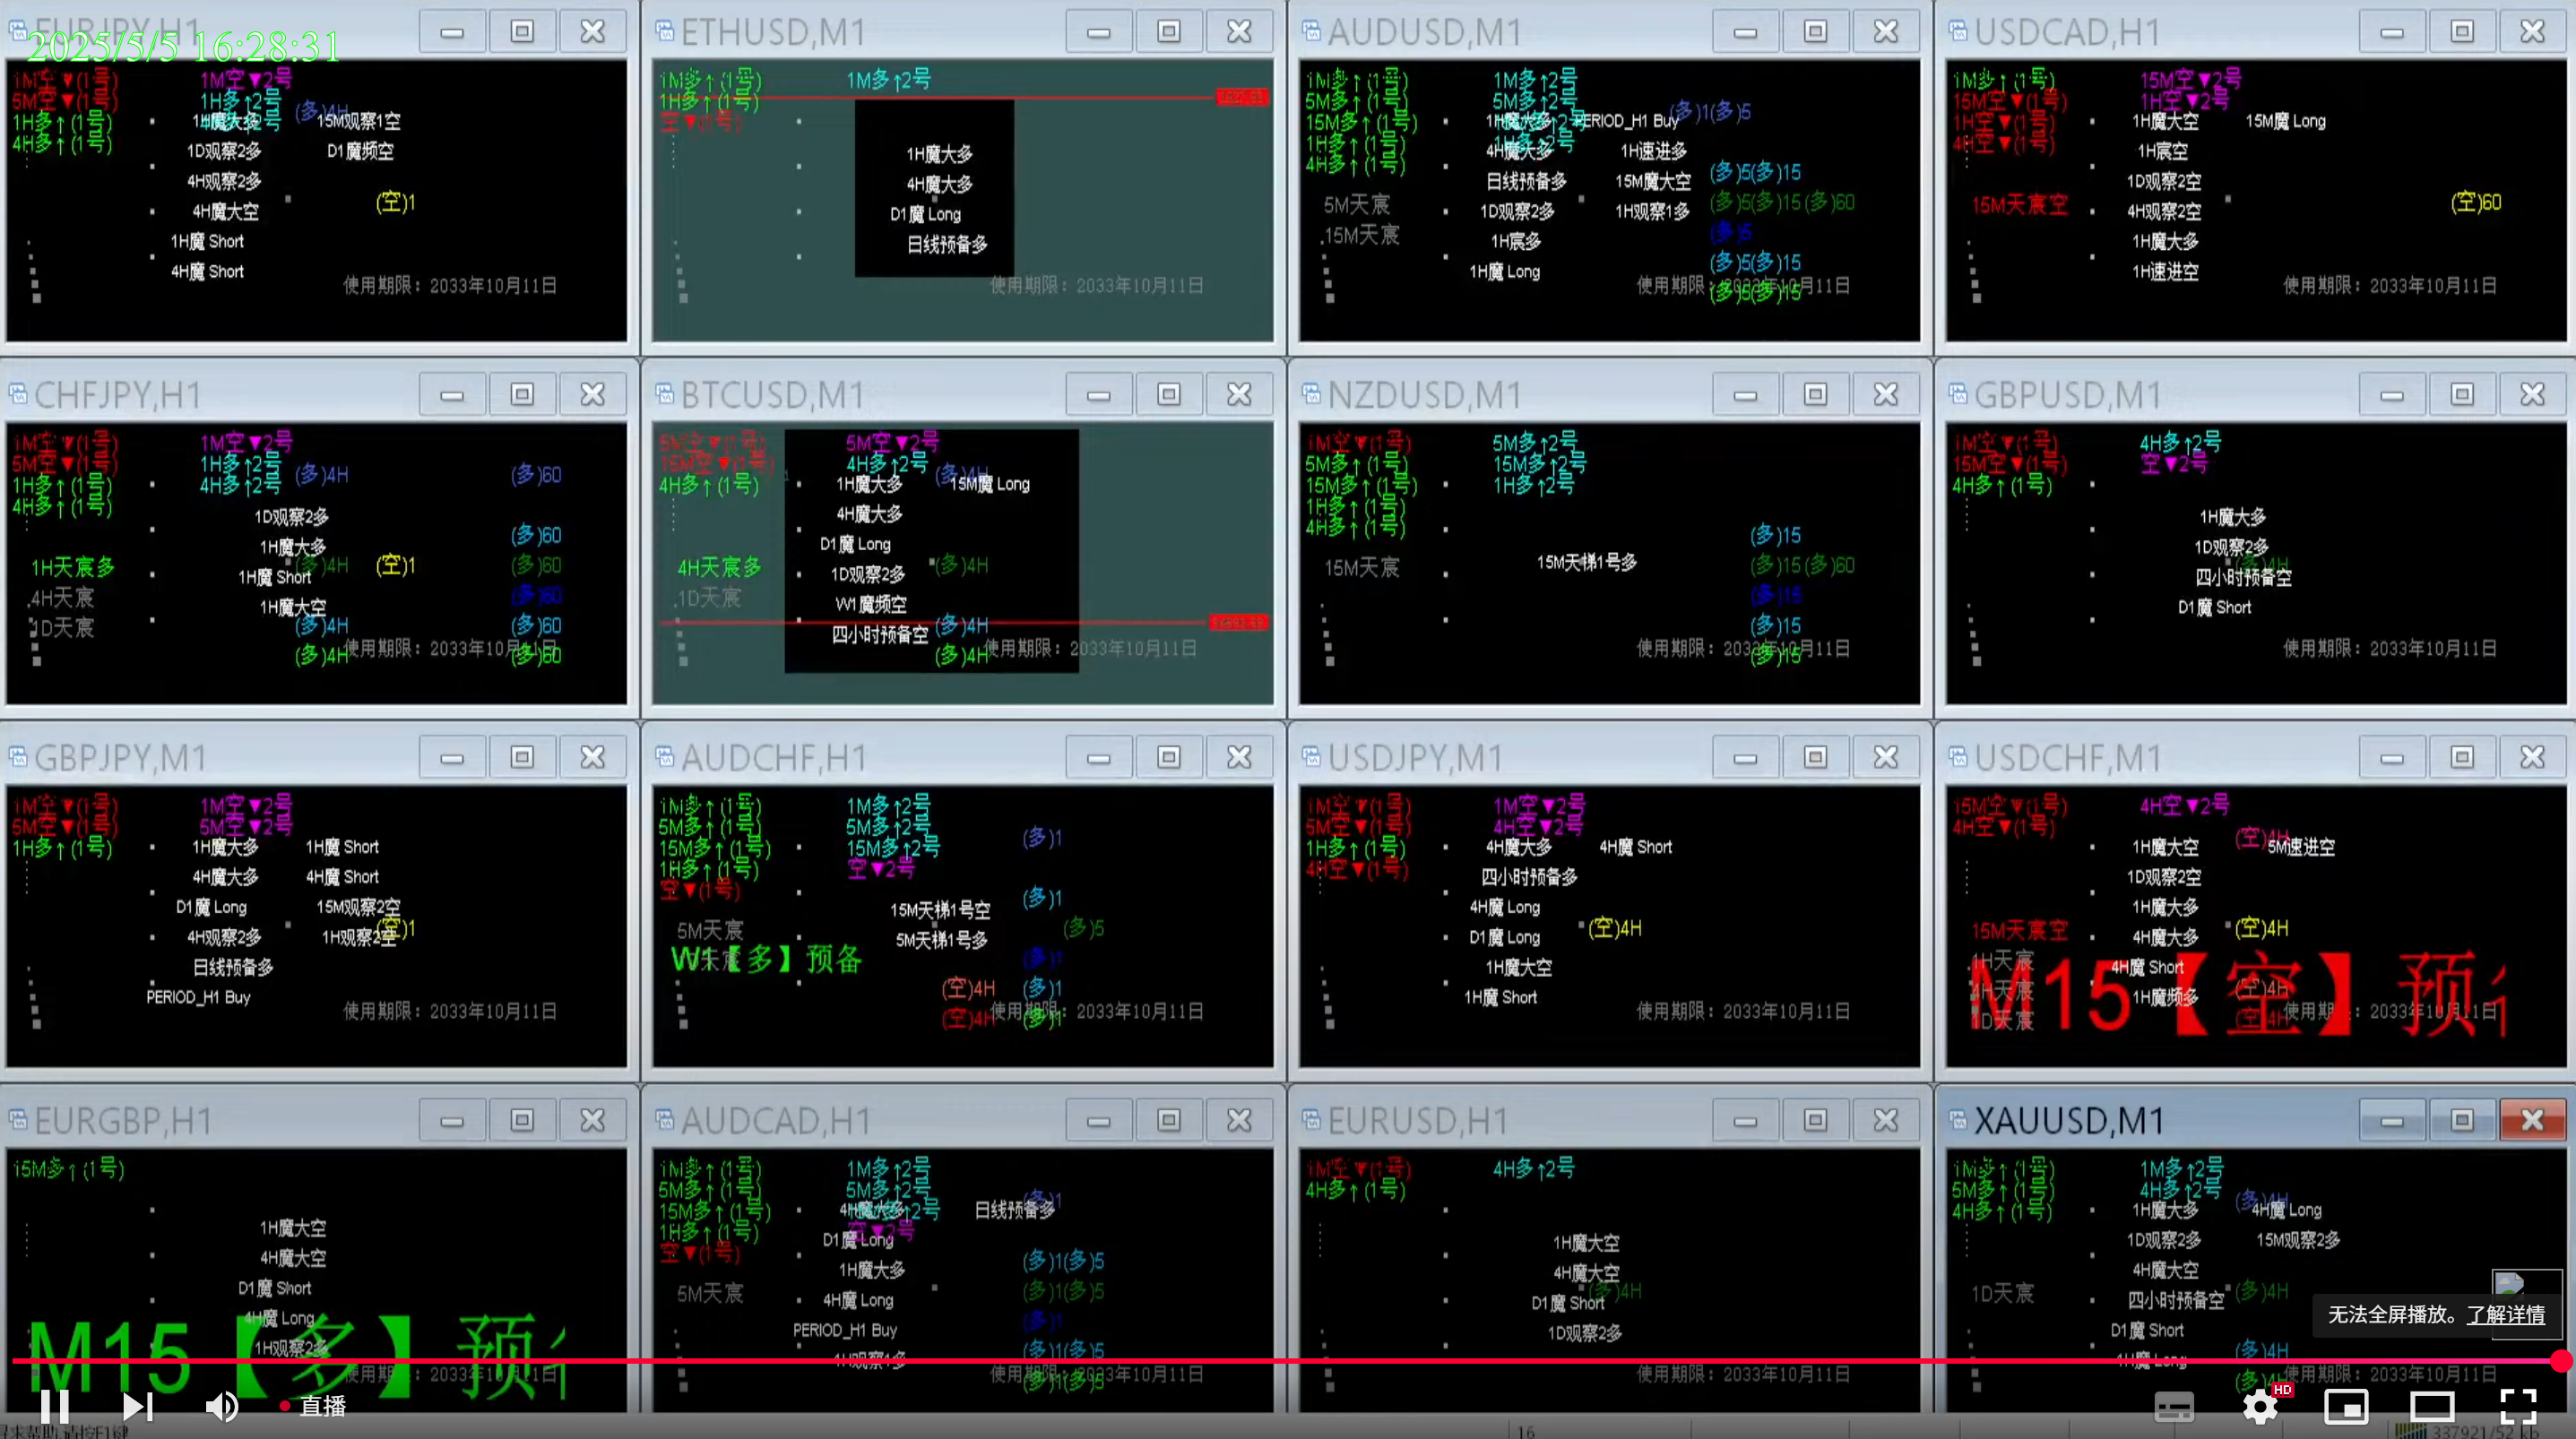 EURJPY,H1
2025/5/5 16:28:31
1M空▼(1号)
5M空▼(1号)
1H多↑(1号)
4H多↑(1号)
1M空▼2号
1H多↑2号
(多)4H
1H魔大多
15M观察1空
1D观察2多
D1魔频空
4H观察2多
(空)1
4H魔大空
1H魔 Short
4H魔 Short
使用期限：2033年10月11日
ETHUSD,M1
1M多↑(1号)
1H多↑(1号)
空▼(1号)
1M多↑2号
1H魔大多
4H魔大多
D1魔 Long
日线预备多
使用期限：2033年10月11日
AUDUSD,M1
1M多↑(1号)
5M多↑(1号)
15M多↑(1号)
1H多↑(1号)
4H多↑(1号)
5M天宸
15M天宸
1M多↑2号
5M多↑2号
1H多↑2号
(多)1(多)5
1H魔大多
PERIOD_H1 Buy
4H魔大多
1H速进多
日线预备多
15M魔大空
1D观察2多
1H观察1多
1H宸多
1H魔 Long
(多)5(多)15
(多)5(多)15(多)60
(多)5
(多)5(多)15
(多)5(多)15
使用期限：2033年10月11日
USDCAD,H1
1M多↑(1号)
15M空▼(1号)
1H空▼(1号)
4H空▼(1号)
15M天宸空
15M空▼2号
1H空▼2号
1H魔大空
15M魔 Long
1H宸空
1D观察2空
4H观察2空
(空)60
1H魔大多
1H速进空
使用期限：2033年10月11日
CHFJPY,H1
1M空▼(1号)
5M空▼(1号)
1H多↑(1号)
4H多↑(1号)
1H天宸多
4H天宸
1D天宸
1M空▼2号
1H多↑2号
4H多↑2号
(多)4H
(多)60
1D观察2多
(多)60
1H魔大多
(多)4H
(空)1
(多)60
1H魔 Short
(多)60
1H魔大空
(多)4H
(多)60
(多)4H
(多)60
使用期限：2033年10月11日
BTCUSD,M1
5M空▼(1号)
15M空▼(1号)
4H多↑(1号)
4H天宸多
1D天宸
5M空▼2号
4H多↑2号
(多)4H
1H魔大多
15M魔 Long
4H魔大多
D1魔 Long
(多)4H
1D观察2多
W1魔频空
四小时预备空
(多)4H
(多)4H
使用期限：2033年10月11日
NZDUSD,M1
1M空▼(1号)
5M多↑(1号)
15M多↑(1号)
1H多↑(1号)
4H多↑(1号)
15M天宸
5M多↑2号
15M多↑2号
1H多↑2号
15M天梯1号多
(多)15
(多)15(多)60
(多)15
(多)15
(多)15
使用期限：2033年10月11日
GBPUSD,M1
1M空▼(1号)
15M空▼(1号)
4H多↑(1号)
4H多↑2号
空▼2号
1H魔大多
1D观察2多
(多)4H
四小时预备空
D1魔 Short
使用期限：2033年10月11日
GBPJPY,M1
1M空▼(1号)
5M空▼(1号)
1H多↑(1号)
1M空▼2号
5M空▼2号
1H魔大多
1H魔 Short
4H魔大多
4H魔 Short
D1魔 Long
15M观察2空
(空)1
4H观察2多
1H观察2空
日线预备多
PERIOD_H1 Buy
使用期限：2033年10月11日
AUDCHF,H1
1M多↑(1号)
5M多↑(1号)
15M多↑(1号)
1H多↑(1号)
空▼(1号)
5M天宸
W1【多】预备
1M多↑2号
5M多↑2号
15M多↑2号
空▼2号
15M天梯1号空
5M天梯1号多
(多)1
(多)1
(多)5
(多)1
(空)4H
(多)1
(空)4H
(多)1
使用期限：2033年10月11日
USDJPY,M1
1M空▼(1号)
5M空▼(1号)
1H多↑(1号)
4H空▼(1号)
1M空▼2号
4H空▼2号
4H魔大多
4H魔 Short
四小时预备多
4H魔 Long
(空)4H
D1魔 Long
1H魔大空
1H魔 Short
使用期限：2033年10月11日
USDCHF,M1
15M空▼(1号)
4H空▼(1号)
15M天宸空
1H天宸
4H天宸
1D天宸
4H空▼2号
(空)4H
1H魔大空
5M速进空
1D观察2空
1H魔大多
(空)4H
4H魔大多
4H魔 Short
1H魔频多
(空)4H
(空)4H
M15【空】预
使用期限：2033年10月11日
EURGBP,H1
15M多↑(1号)
1H魔大空
4H魔大空
D1魔 Short
4H魔 Long
1H观察2多
M15【多】预
使用期限：2033年10月11日
AUDCAD,H1
1M多↑(1号)
5M多↑(1号)
15M多↑(1号)
1H多↑(1号)
空▼(1号)
5M天宸
1M多↑2号
5M多↑2号
空▼2号
4H魔大多
日线预备多
D1魔 Long
1H魔大多
4H魔 Long
PERIOD_H1 Buy
1H观察1多
(多)1
(多)1(多)5
(多)1(多)5
(多)1
(多)1(多)5
(多)1(多)5
使用期限：2033年10月11日
EURUSD,H1
1M空▼(1号)
4H多↑(1号)
4H多↑2号
1H魔大空
4H魔大空
(多)4H
D1魔 Short
1D观察2多
使用期限：2033年10月11日
XAUUSD,M1
1M多↑(1号)
5M多↑(1号)
4H多↑(1号)
1D天宸
1M多↑2号
4H多↑2号
(多)4H
1H魔大多
4H魔 Long
1D观察2多
15M观察2多
4H魔大空
(多)4H
四小时预备空
D1魔 Short
(多)4H
1H魔 Long
使用期限：2033年10月11日
无法全屏播放。了解详情
直播
HD
寻求帮助,请按F1键
16
337921/52 kb